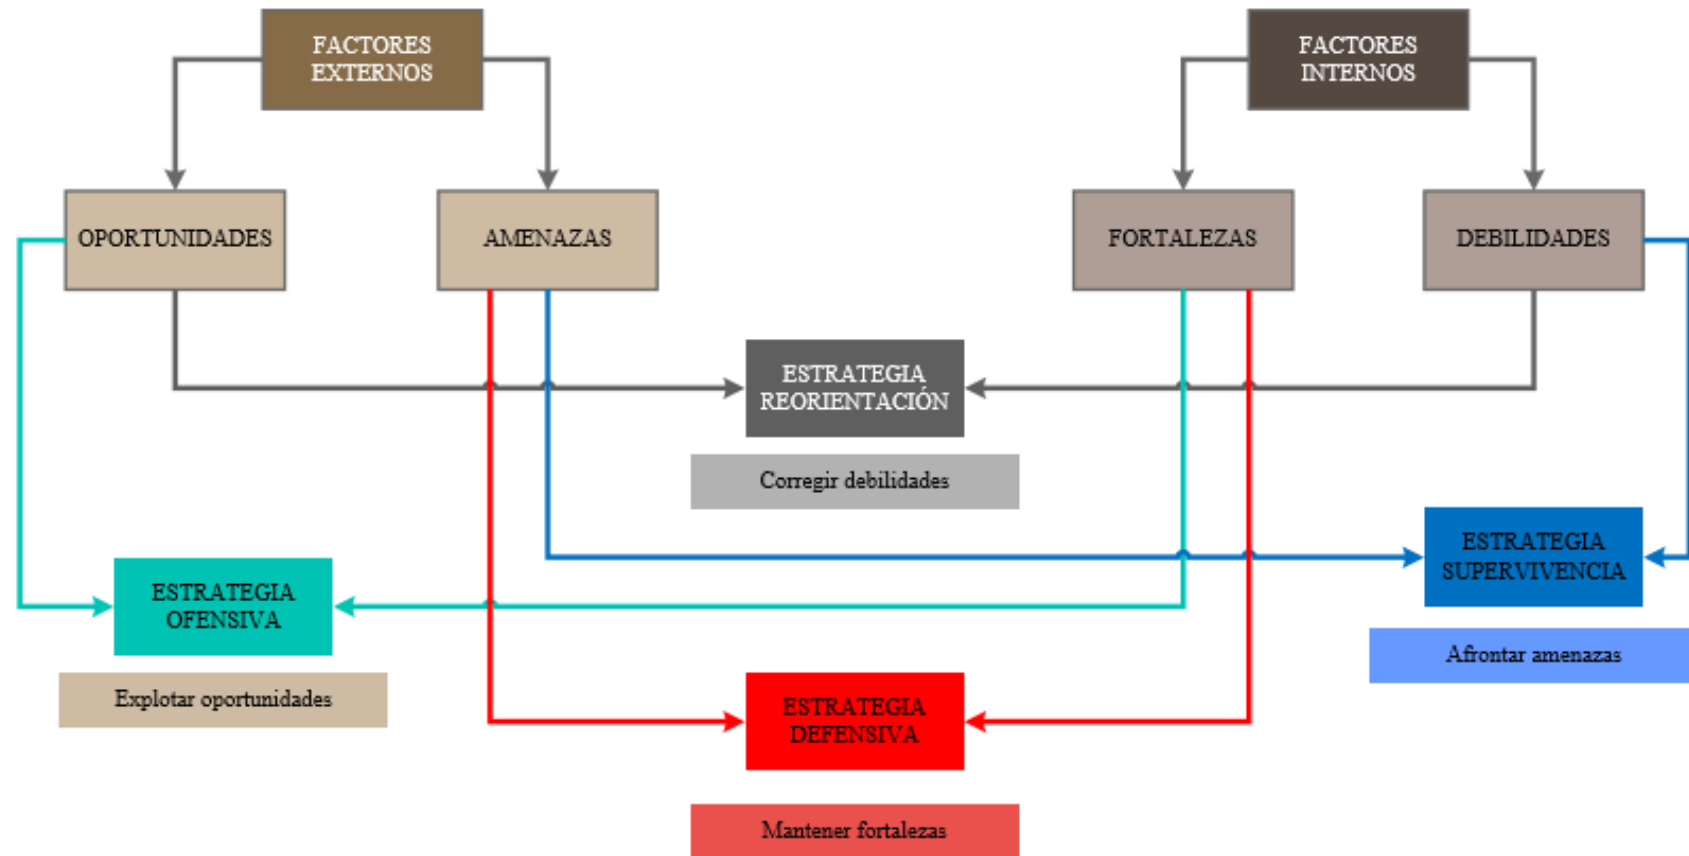 FACTORES
EXTERNOS
FACTORES
INTERNOS
OPORTUNIDADES
AMENAZAS
FORTALEZAS
DEBILIDADES
ESTRATEGIA
REORIENTACIÓN
Corregir debilidades
ESTRATEGIA
SUPERVIVENCIA
Afrontar amenazas
ESTRATEGIA
OFENSIVA
Explotar oportunidades
ESTRATEGIA
DEFENSIVA
Mantener fortalezas